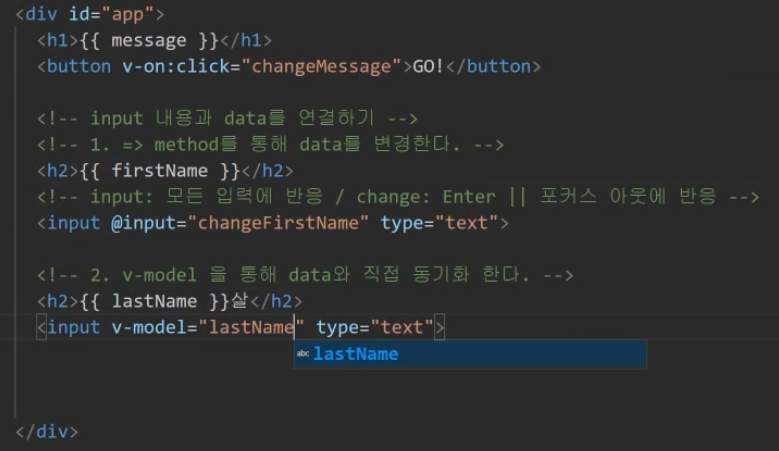 <div id="app">
<h1>{{ message }}</h1>
<button v-on:click="changeMessage">GO!</button>
<!-- input 내용과 data를 연결하기 -->
<!-- 1. => method를 통해 data를 변경한다. -->
<h2>{{ firstName }}</h2>
<!-- input: 모든 입력에 반응 / change: Enter || 포커스 아웃에 반응 -->
<input @input="changeFirstName" type="text">
<!-- 2. v-model 을 통해 data와 직접 동기화 한다. -->
<h2>{{ lastName }}살</h2>
<input v-model="lastName" type="text">
abc lastName
</div>